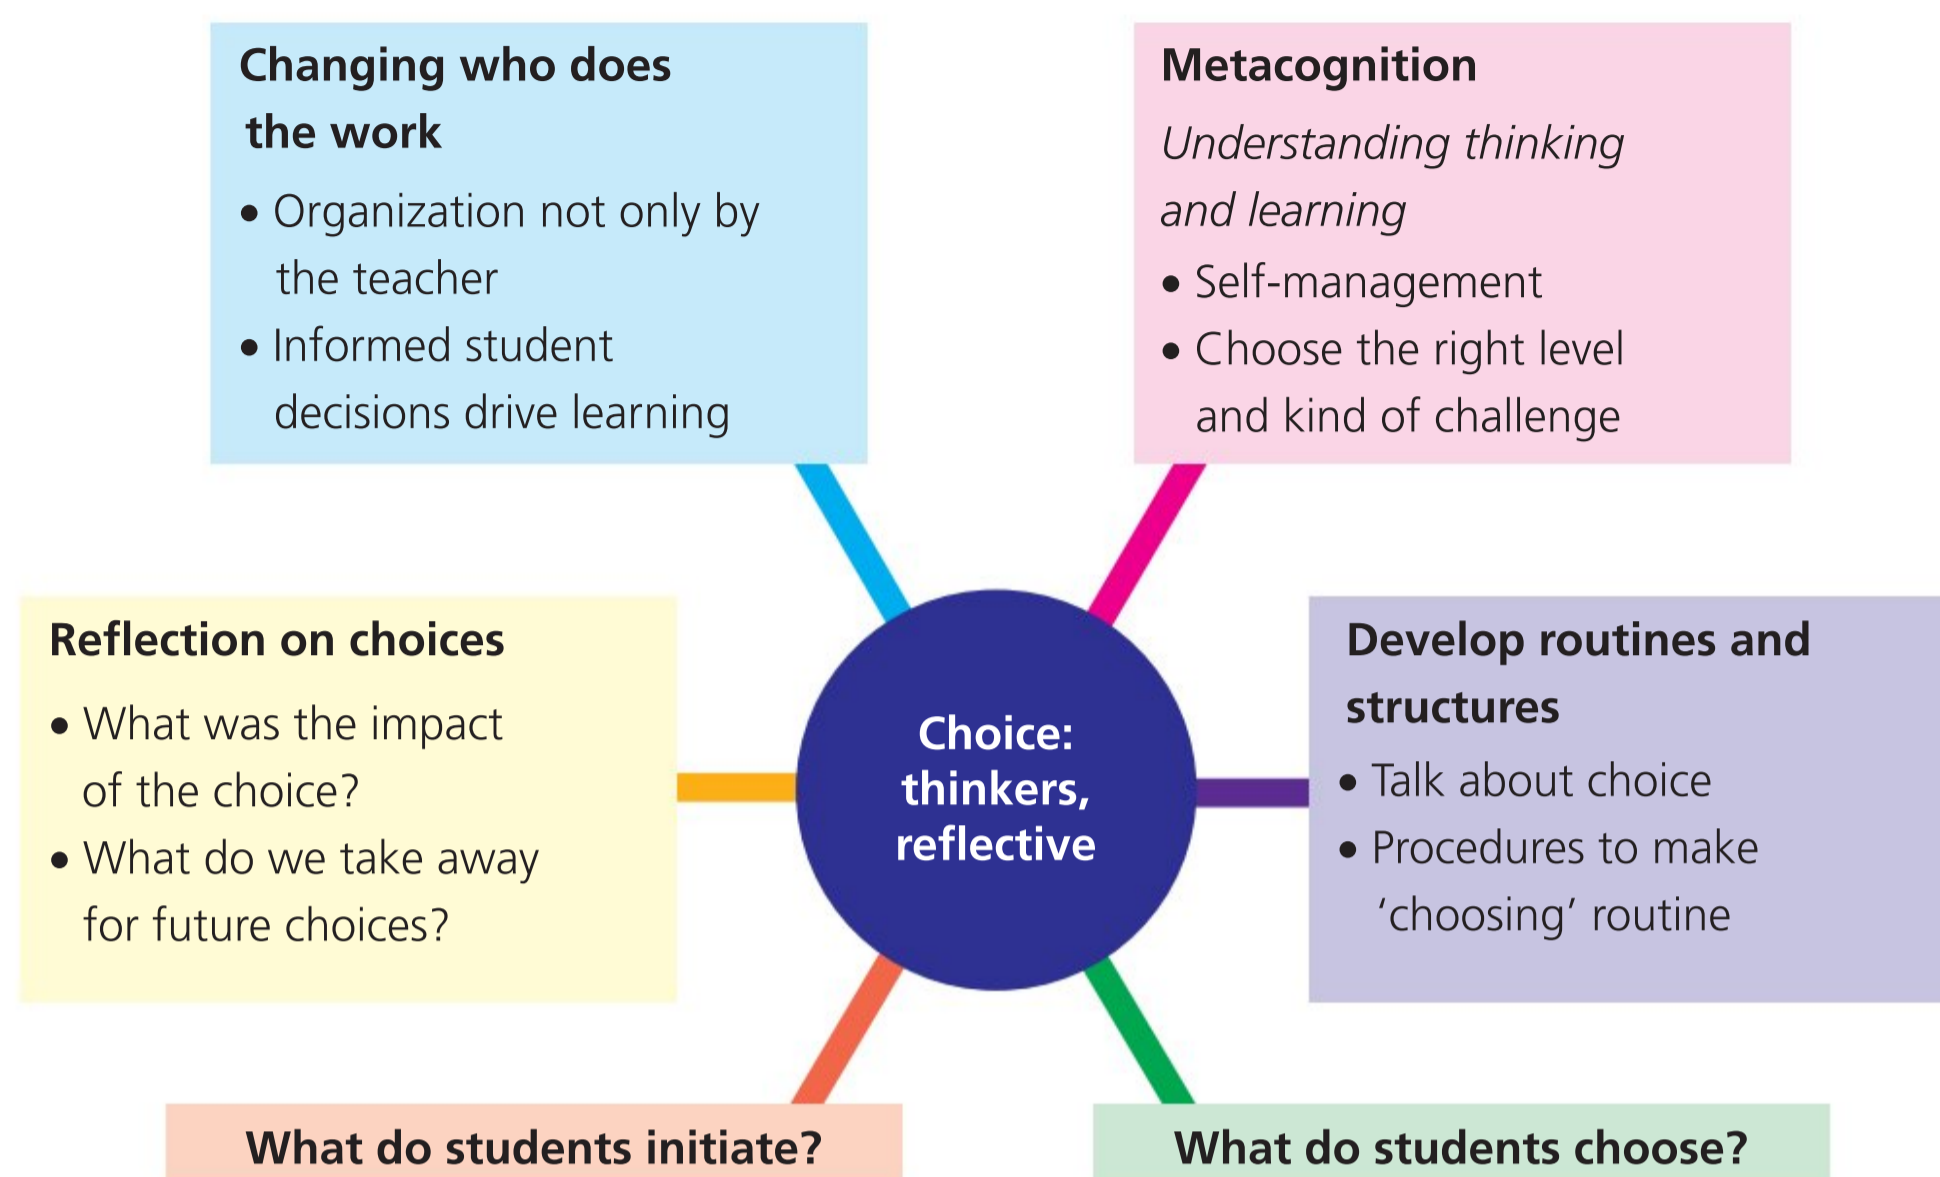 Changing who does
the work
• Organization not only by
the teacher
• Informed student
decisions drive learning
Metacognition
Understanding thinking
and learning
• Self-management
• Choose the right level
and kind of challenge
Reflection on choices
• What was the impact
of the choice?
• What do we take away
for future choices?
Choice:
thinkers,
reflective
Develop routines and
structures
• Talk about choice
• Procedures to make
‘choosing’ routine
What do students initiate?
What do students choose?